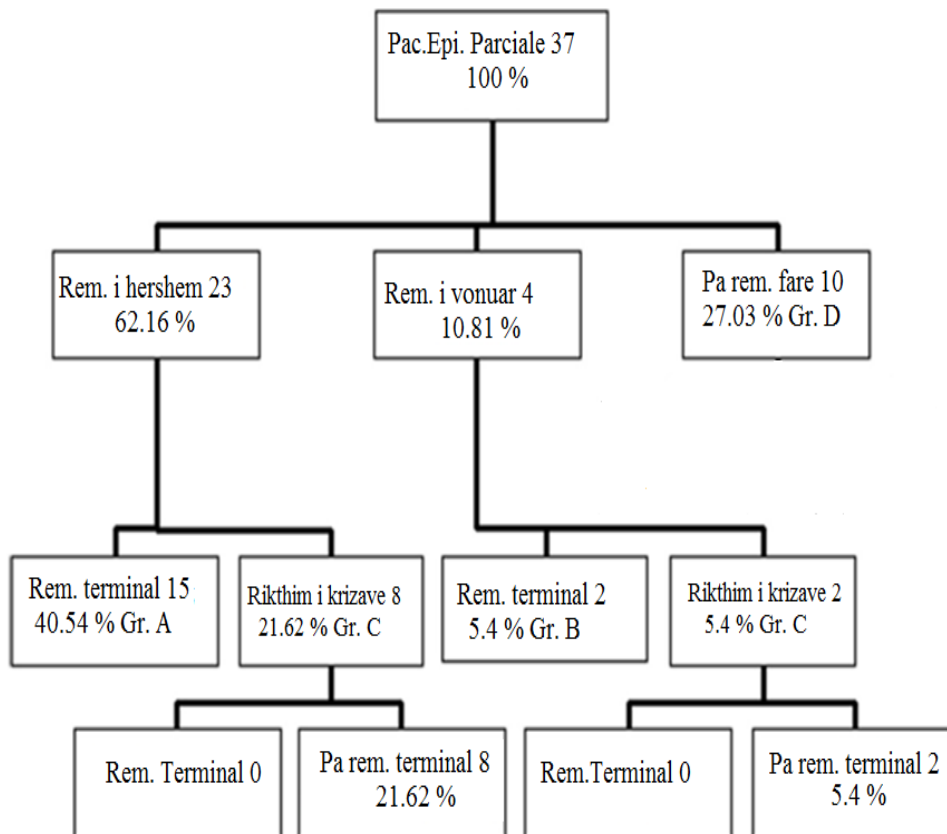 Pac.Epi. Parciale 37
100 %
Rem. i hershem 23
62.16 %
Rem. i vonuar 4
10.81 %
Pa rem. fare 10
27.03 % Gr. D
Rem. terminal 15
40.54 % Gr. A
Rikthim i krizave 8
21.62 % Gr. C
Rem. terminal 2
5.4 % Gr. B
Rikthim i krizave 2
5.4 % Gr. C
Rem. Terminal 0
Pa rem. terminal 8
21.62 %
Rem.Terminal 0
Pa rem. terminal 2
5.4 %